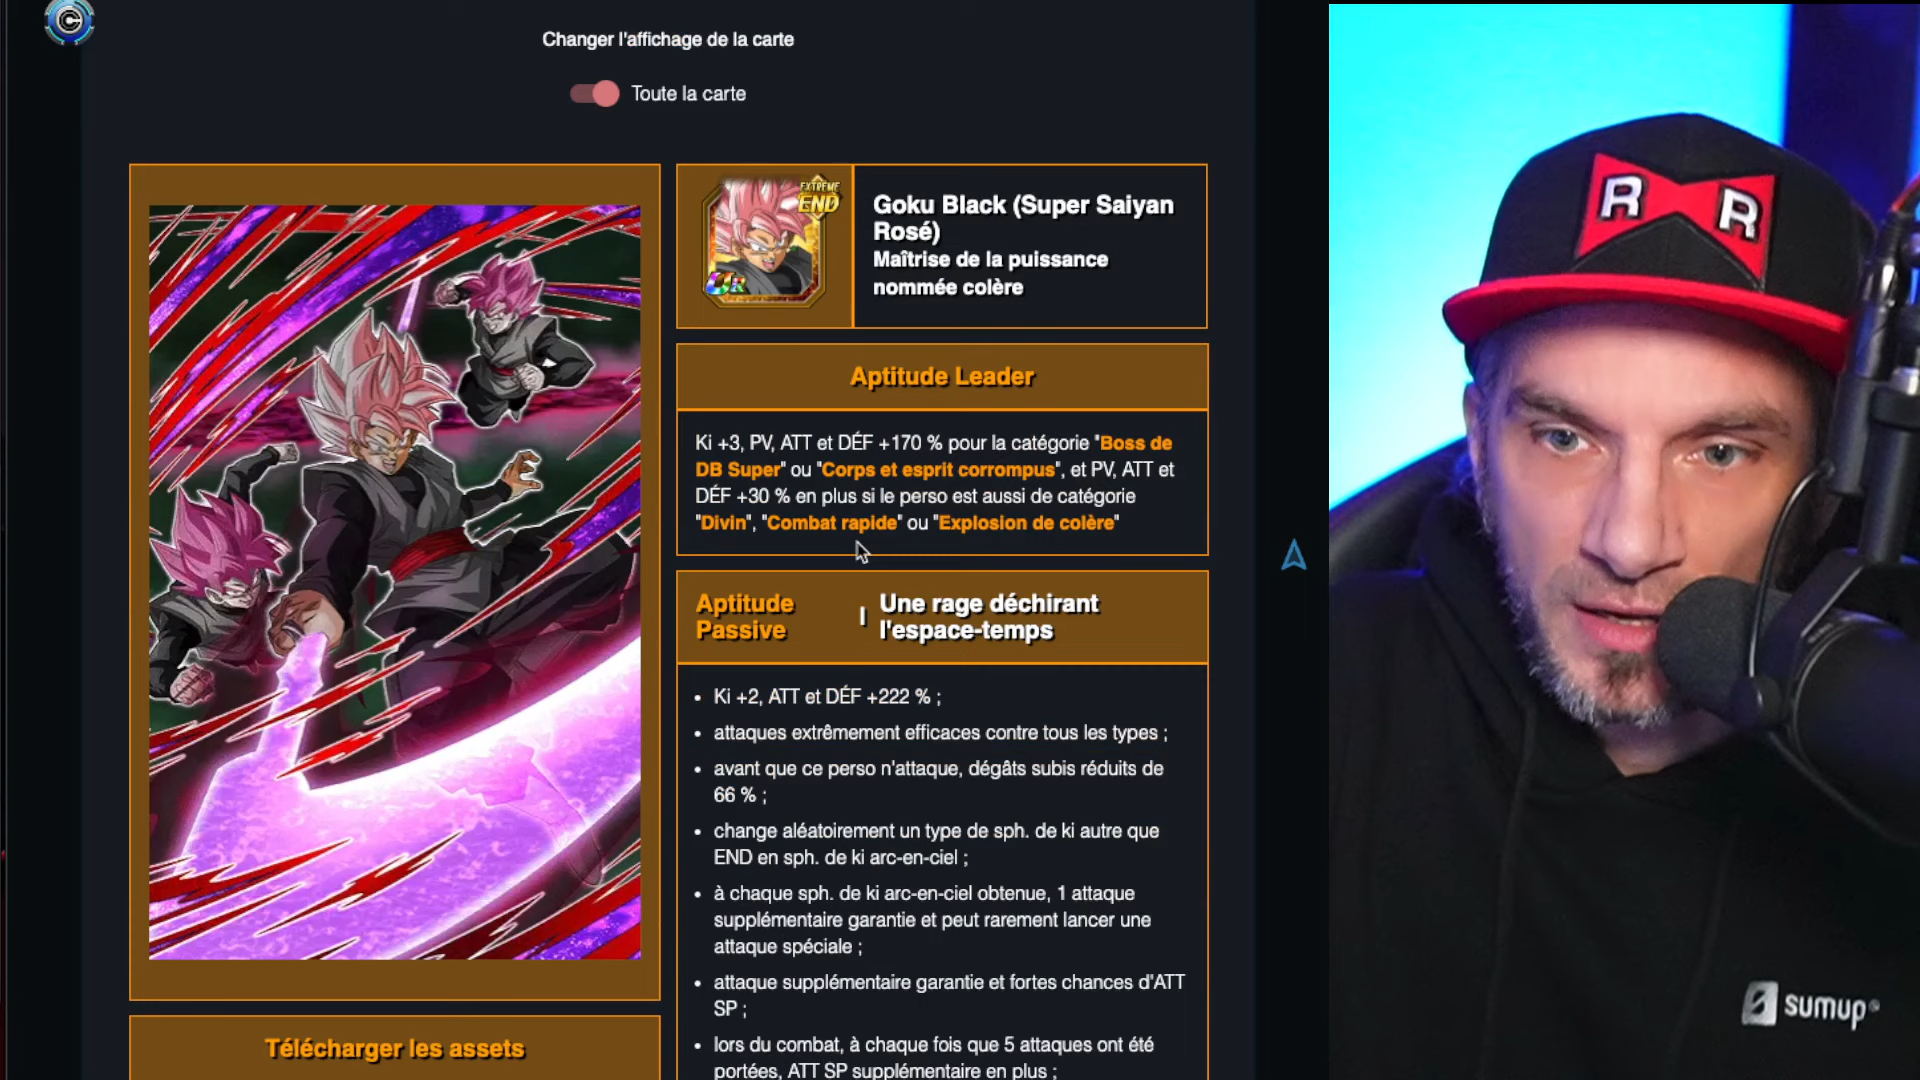 Changer l'affichage de la carte
Toute la carte
EXTRÊME
END
UR
Goku Black (Super Saiyan
Rosé)
Maîtrise de la puissance
nommée colère
Aptitude Leader
Ki +3, PV, ATT et DÉF +170 % pour la catégorie "Boss de
DB Super" ou "Corps et esprit corrompus", et PV, ATT et
DÉF +30 % en plus si le perso est aussi de catégorie
"Divin", "Combat rapide" ou "Explosion de colère"
Aptitude
Passive
Une rage déchirant
l'espace-temps
• Ki +2, ATT et DÉF +222 % ;
• attaques extrêmement efficaces contre tous les types ;
• avant que ce perso n'attaque, dégâts subis réduits de
66 % ;
• change aléatoirement un type de sph. de ki autre que
END en sph. de ki arc-en-ciel ;
• à chaque sph. de ki arc-en-ciel obtenue, 1 attaque
supplémentaire garantie et peut rarement lancer une
attaque spéciale ;
• attaque supplémentaire garantie et fortes chances d'ATT
SP ;
• lors du combat, à chaque fois que 5 attaques ont été
portées, ATT SP supplémentaire en plus ;
Télécharger les assets
R R
sumup